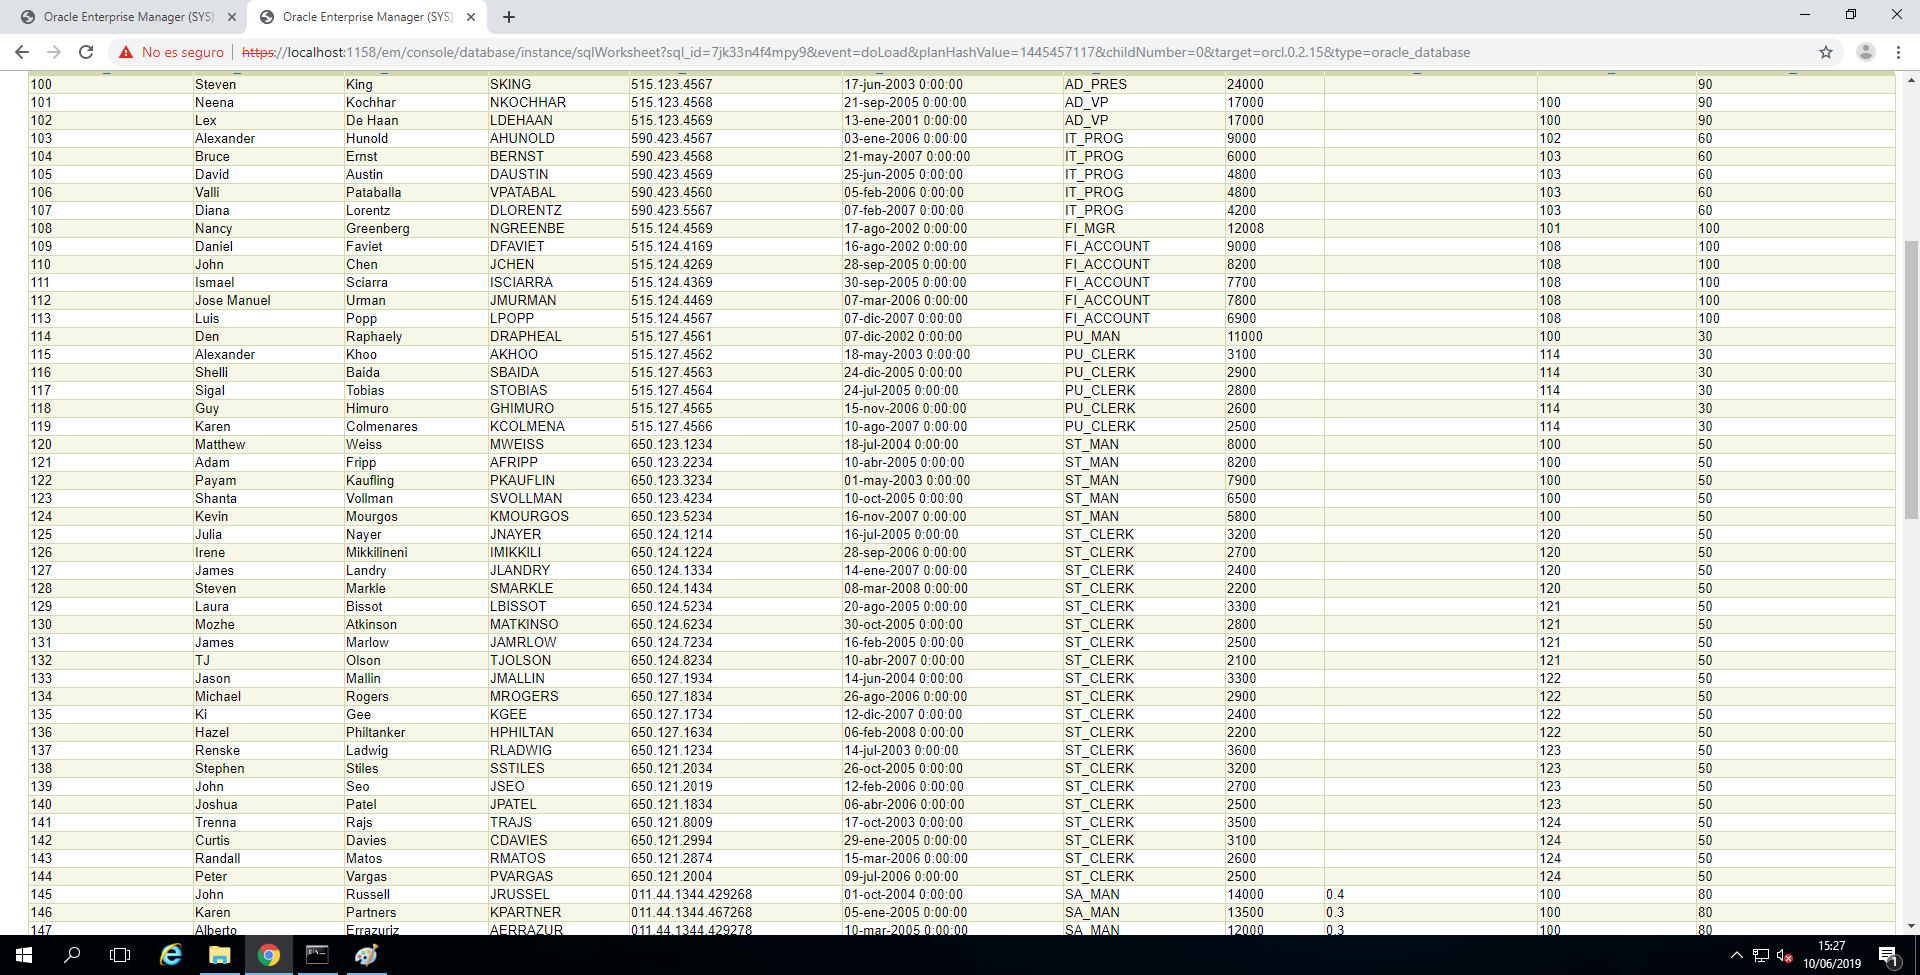 Oracle Enterprise Manager (SYS)
Oracle Enterprise Manager (SYS)
No es seguro https://localhost:1158/em/console/database/instance/sqlWorksheet?sql_id=7jk33n4f4mpy9&event=doLoad&planHashValue=1445457117&childNumber=0&target=orcl.0.2.15&type=oracle_database
100 Steven King SKING 515.123.4567 17-jun-2003 0:00:00 AD_PRES 24000 90
101 Neena Kochhar NKOCHHAR 515.123.4568 21-sep-2005 0:00:00 AD_VP 17000 100 90
102 Lex De Haan LDEHAAN 515.123.4569 13-ene-2001 0:00:00 AD_VP 17000 100 90
103 Alexander Hunold AHUNOLD 590.423.4567 03-ene-2006 0:00:00 IT_PROG 9000 102 60
104 Bruce Ernst BERNST 590.423.4568 21-may-2007 0:00:00 IT_PROG 6000 103 60
105 David Austin DAUSTIN 590.423.4569 25-jun-2005 0:00:00 IT_PROG 4800 103 60
106 Valli Pataballa VPATABAL 590.423.4560 05-feb-2006 0:00:00 IT_PROG 4800 103 60
107 Diana Lorentz DLORENTZ 590.423.5567 07-feb-2007 0:00:00 IT_PROG 4200 103 60
108 Nancy Greenberg NGREENBE 515.124.4569 17-ago-2002 0:00:00 FI_MGR 12008 101 100
109 Daniel Faviet DFAVIET 515.124.4169 16-ago-2002 0:00:00 FI_ACCOUNT 9000 108 100
110 John Chen JCHEN 515.124.4269 28-sep-2005 0:00:00 FI_ACCOUNT 8200 108 100
111 Ismael Sciarra ISCIARRA 515.124.4369 30-sep-2005 0:00:00 FI_ACCOUNT 7700 108 100
112 Jose Manuel Urman JMURMAN 515.124.4469 07-mar-2006 0:00:00 FI_ACCOUNT 7800 108 100
113 Luis Popp LPOPP 515.124.4567 07-dic-2007 0:00:00 FI_ACCOUNT 6900 108 100
114 Den Raphaely DRAPHEAL 515.127.4561 07-dic-2002 0:00:00 PU_MAN 11000 100 30
115 Alexander Khoo AKHOO 515.127.4562 18-may-2003 0:00:00 PU_CLERK 3100 114 30
116 Shelli Baida SBAIDA 515.127.4563 24-dic-2005 0:00:00 PU_CLERK 2900 114 30
117 Sigal Tobias STOBIAS 515.127.4564 24-jul-2005 0:00:00 PU_CLERK 2800 114 30
118 Guy Himuro GHIMURO 515.127.4565 15-nov-2006 0:00:00 PU_CLERK 2600 114 30
119 Karen Colmenares KCOLMENA 515.127.4566 10-ago-2007 0:00:00 PU_CLERK 2500 114 30
120 Matthew Weiss MWEISS 650.123.1234 18-jul-2004 0:00:00 ST_MAN 8000 100 50
121 Adam Fripp AFRIPP 650.123.2234 10-abr-2005 0:00:00 ST_MAN 8200 100 50
122 Payam Kaufling PKAUFLIN 650.123.3234 01-may-2003 0:00:00 ST_MAN 7900 100 50
123 Shanta Vollman SVOLLMAN 650.123.4234 10-oct-2005 0:00:00 ST_MAN 6500 100 50
124 Kevin Mourgos KMOURGOS 650.123.5234 16-nov-2007 0:00:00 ST_MAN 5800 100 50
125 Julia Nayer JNAYER 650.124.1214 16-jul-2005 0:00:00 ST_CLERK 3200 120 50
126 Irene Mikkilineni IMIKKILI 650.124.1224 28-sep-2006 0:00:00 ST_CLERK 2700 120 50
127 James Landry JLANDRY 650.124.1334 14-ene-2007 0:00:00 ST_CLERK 2400 120 50
128 Steven Markle SMARKLE 650.124.1434 08-mar-2008 0:00:00 ST_CLERK 2200 120 50
129 Laura Bissot LBISSOT 650.124.5234 20-ago-2005 0:00:00 ST_CLERK 3300 121 50
130 Mozhe Atkinson MATKINSO 650.124.6234 30-oct-2005 0:00:00 ST_CLERK 2800 121 50
131 James Marlow JAMRLOW 650.124.7234 16-feb-2005 0:00:00 ST_CLERK 2500 121 50
132 TJ Olson TJOLSON 650.124.8234 10-abr-2007 0:00:00 ST_CLERK 2100 121 50
133 Jason Mallin JMALLIN 650.127.1934 14-jun-2004 0:00:00 ST_CLERK 3300 122 50
134 Michael Rogers MROGERS 650.127.1834 26-ago-2006 0:00:00 ST_CLERK 2900 122 50
135 Ki Gee KGEE 650.127.1734 12-dic-2007 0:00:00 ST_CLERK 2400 122 50
136 Hazel Philtanker HPHILTAN 650.127.1634 06-feb-2008 0:00:00 ST_CLERK 2200 122 50
137 Renske Ladwig RLADWIG 650.121.1234 14-jul-2003 0:00:00 ST_CLERK 3600 123 50
138 Stephen Stiles SSTILES 650.121.2034 26-oct-2005 0:00:00 ST_CLERK 3200 123 50
139 John Seo JSEO 650.121.2019 12-feb-2006 0:00:00 ST_CLERK 2700 123 50
140 Joshua Patel JPATEL 650.121.1834 06-abr-2006 0:00:00 ST_CLERK 2500 123 50
141 Trenna Rajs TRAJS 650.121.8009 17-oct-2003 0:00:00 ST_CLERK 3500 124 50
142 Curtis Davies CDAVIES 650.121.2994 29-ene-2005 0:00:00 ST_CLERK 3100 124 50
143 Randall Matos RMATOS 650.121.2874 15-mar-2006 0:00:00 ST_CLERK 2600 124 50
144 Peter Vargas PVARGAS 650.121.2004 09-jul-2006 0:00:00 ST_CLERK 2500 124 50
145 John Russell JRUSSEL 011.44.1344.429268 01-oct-2004 0:00:00 SA_MAN 14000 0.4 100 80
146 Karen Partners KPARTNER 011.44.1344.467268 05-ene-2005 0:00:00 SA_MAN 13500 0.3 100 80
147 Alberto Errazuriz AERRAZUR 011.44.1344.429278 10-mar-2005 0:00:00 SA_MAN 12000 0.3 100 80
15:27
10/06/2019
1